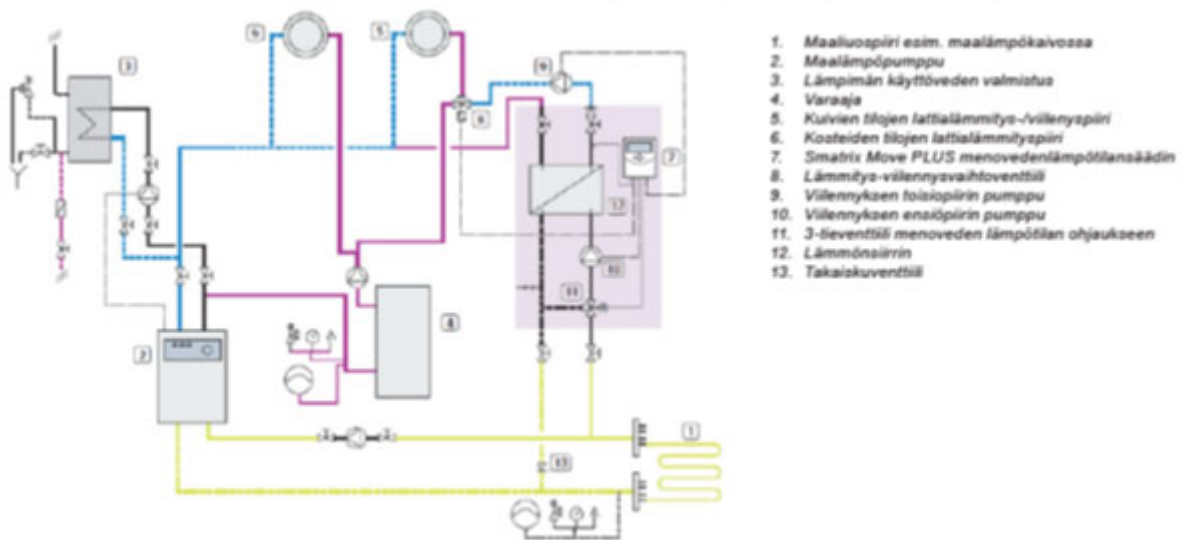 6
5
9
3
8
7
12
10
11
2
4
1
13
1. Maaliuospiiri esim. maalämpökaivossa
2. Maalämpöpumppu
3. Lämpimän käyttöveden valmistus
4. Varaaja
5. Kuivien tilojen lattialämmitys-/viilenyspiiri
6. Kosteiden tilojen lattialämmityspiiri
7. Smatrix Move PLUS menovedenlämpötilansäädin
8. Lämmitys-viilennysvaihtoventtiili
9. Viilennyksen toisiopiirin pumppu
10. Viilennyksen ensiöpiirin pumppu
11. 3-tieventtiili menoveden lämpötilan ohjaukseen
12. Lämmönsiirrin
13. Takaiskuventtiili